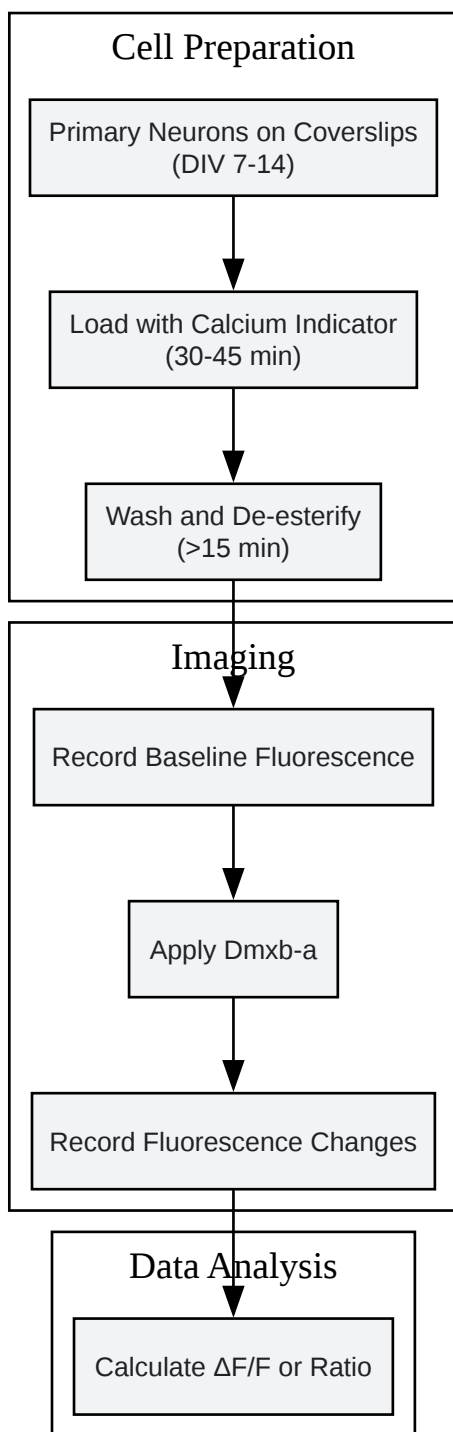 Cell Preparation
Primary Neurons on Coverslips
(DIV 7-14)
Load with Calcium Indicator
(30-45 min)
Wash and De-esterify
(>15 min)
Imaging
Record Baseline Fluorescence
Apply Dmxb-a
Record Fluorescence Changes
Data Analysis
Calculate ΔF/F or Ratio